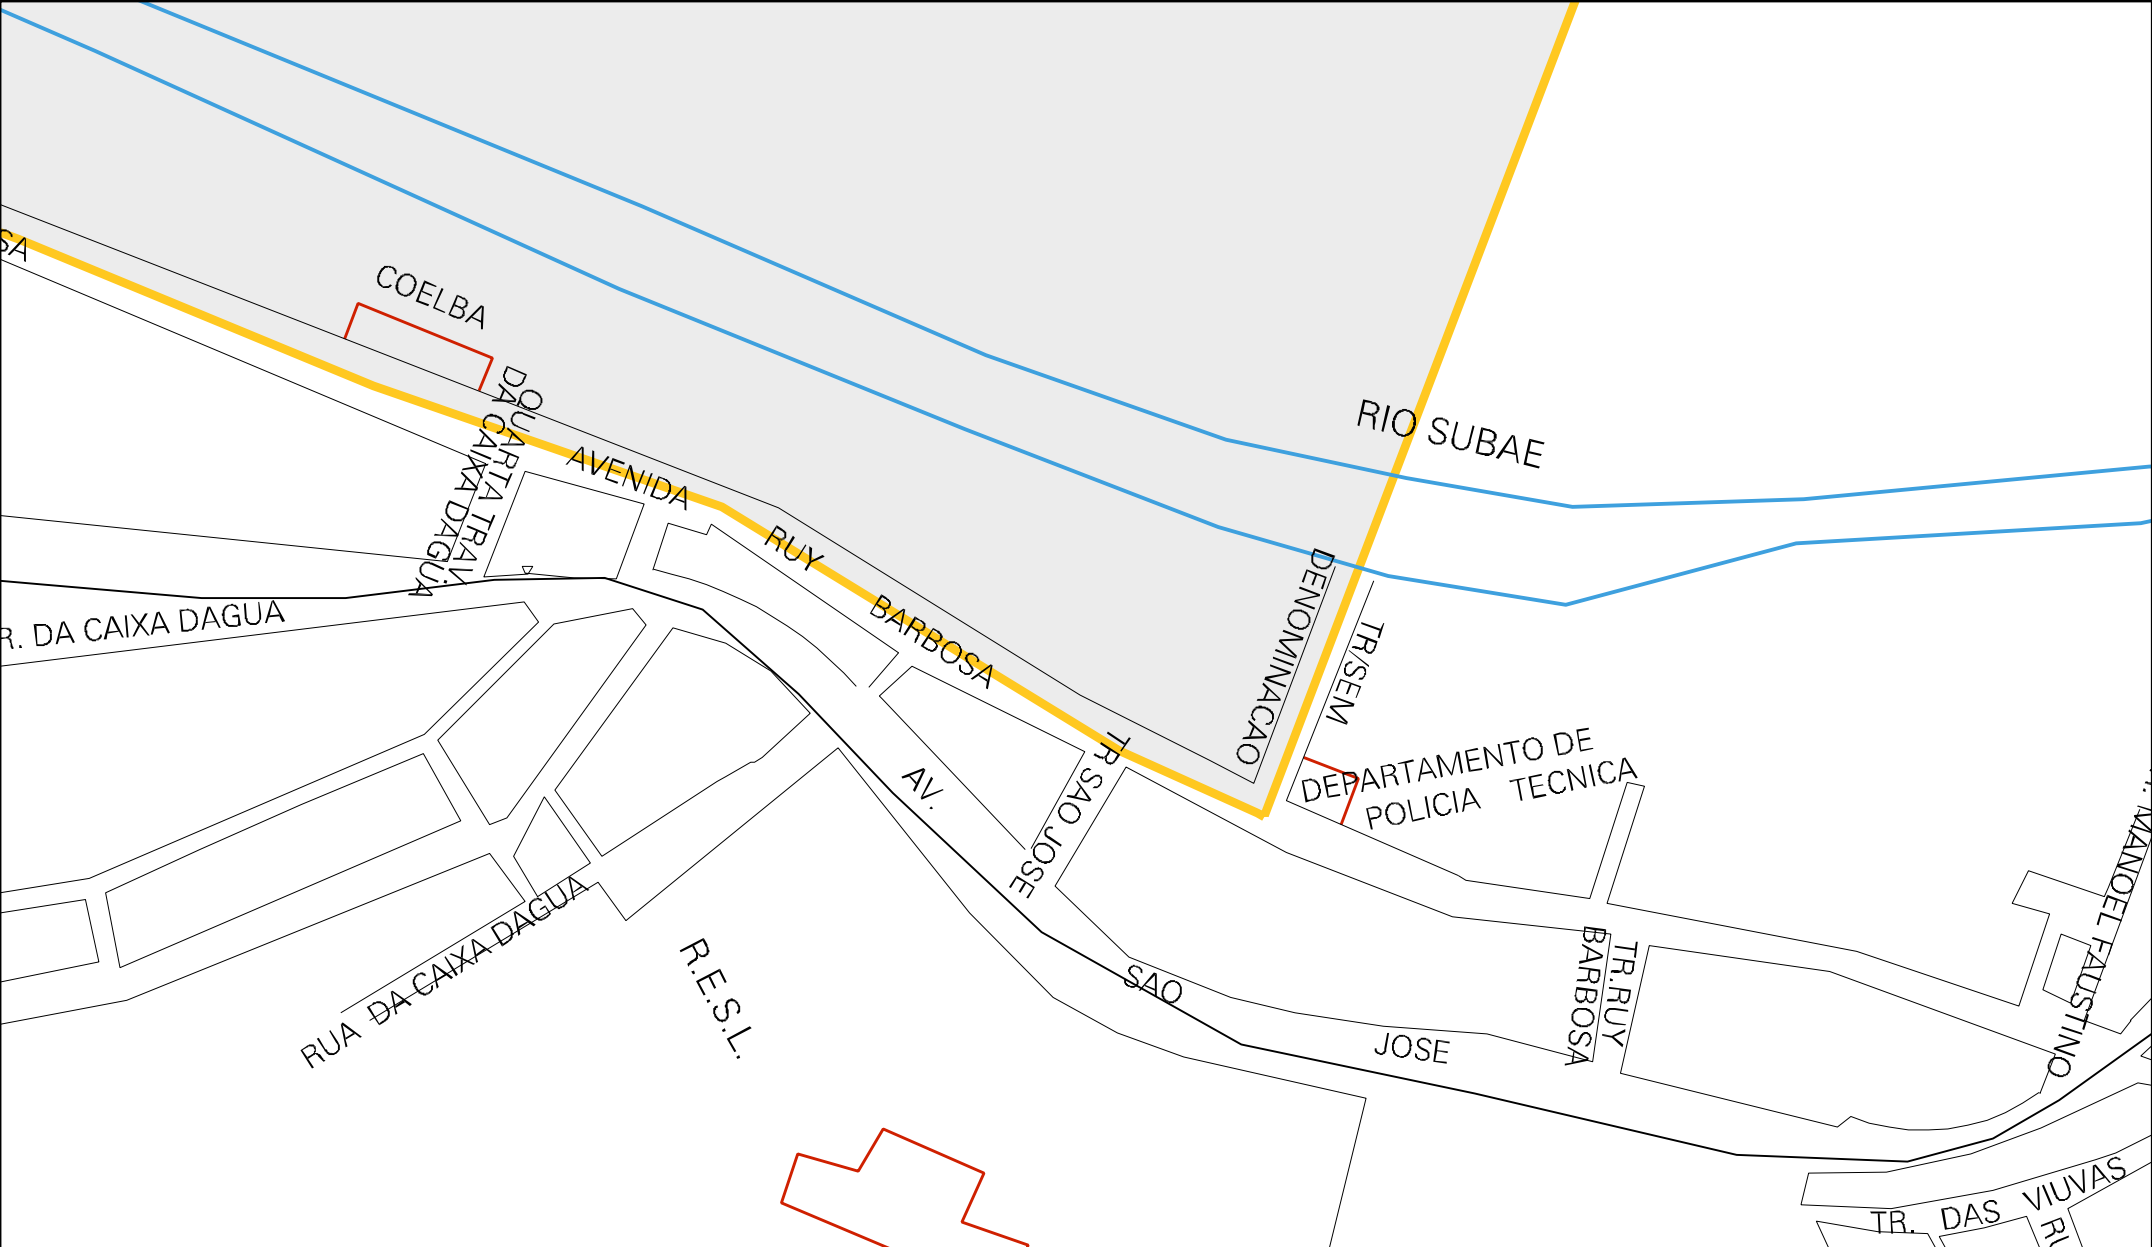 COELBA
QUARTA TRAV
DA CAIXA DAGUA
AVENIDA RUY BARBOSA
RIO SUBAE
TR/SEM
DENOMINACAO
DEPARTAMENTO DE
POLICIA TECNICA
R. DA CAIXA DAGUA
TR SAO JOSE
AV. SAO JOSE
RUA DA CAIXA DAGUA
R.E.S.L.
TR.RUY
BARBOSA
MANOEL FAUSTINO
TR. DAS VIUVAS